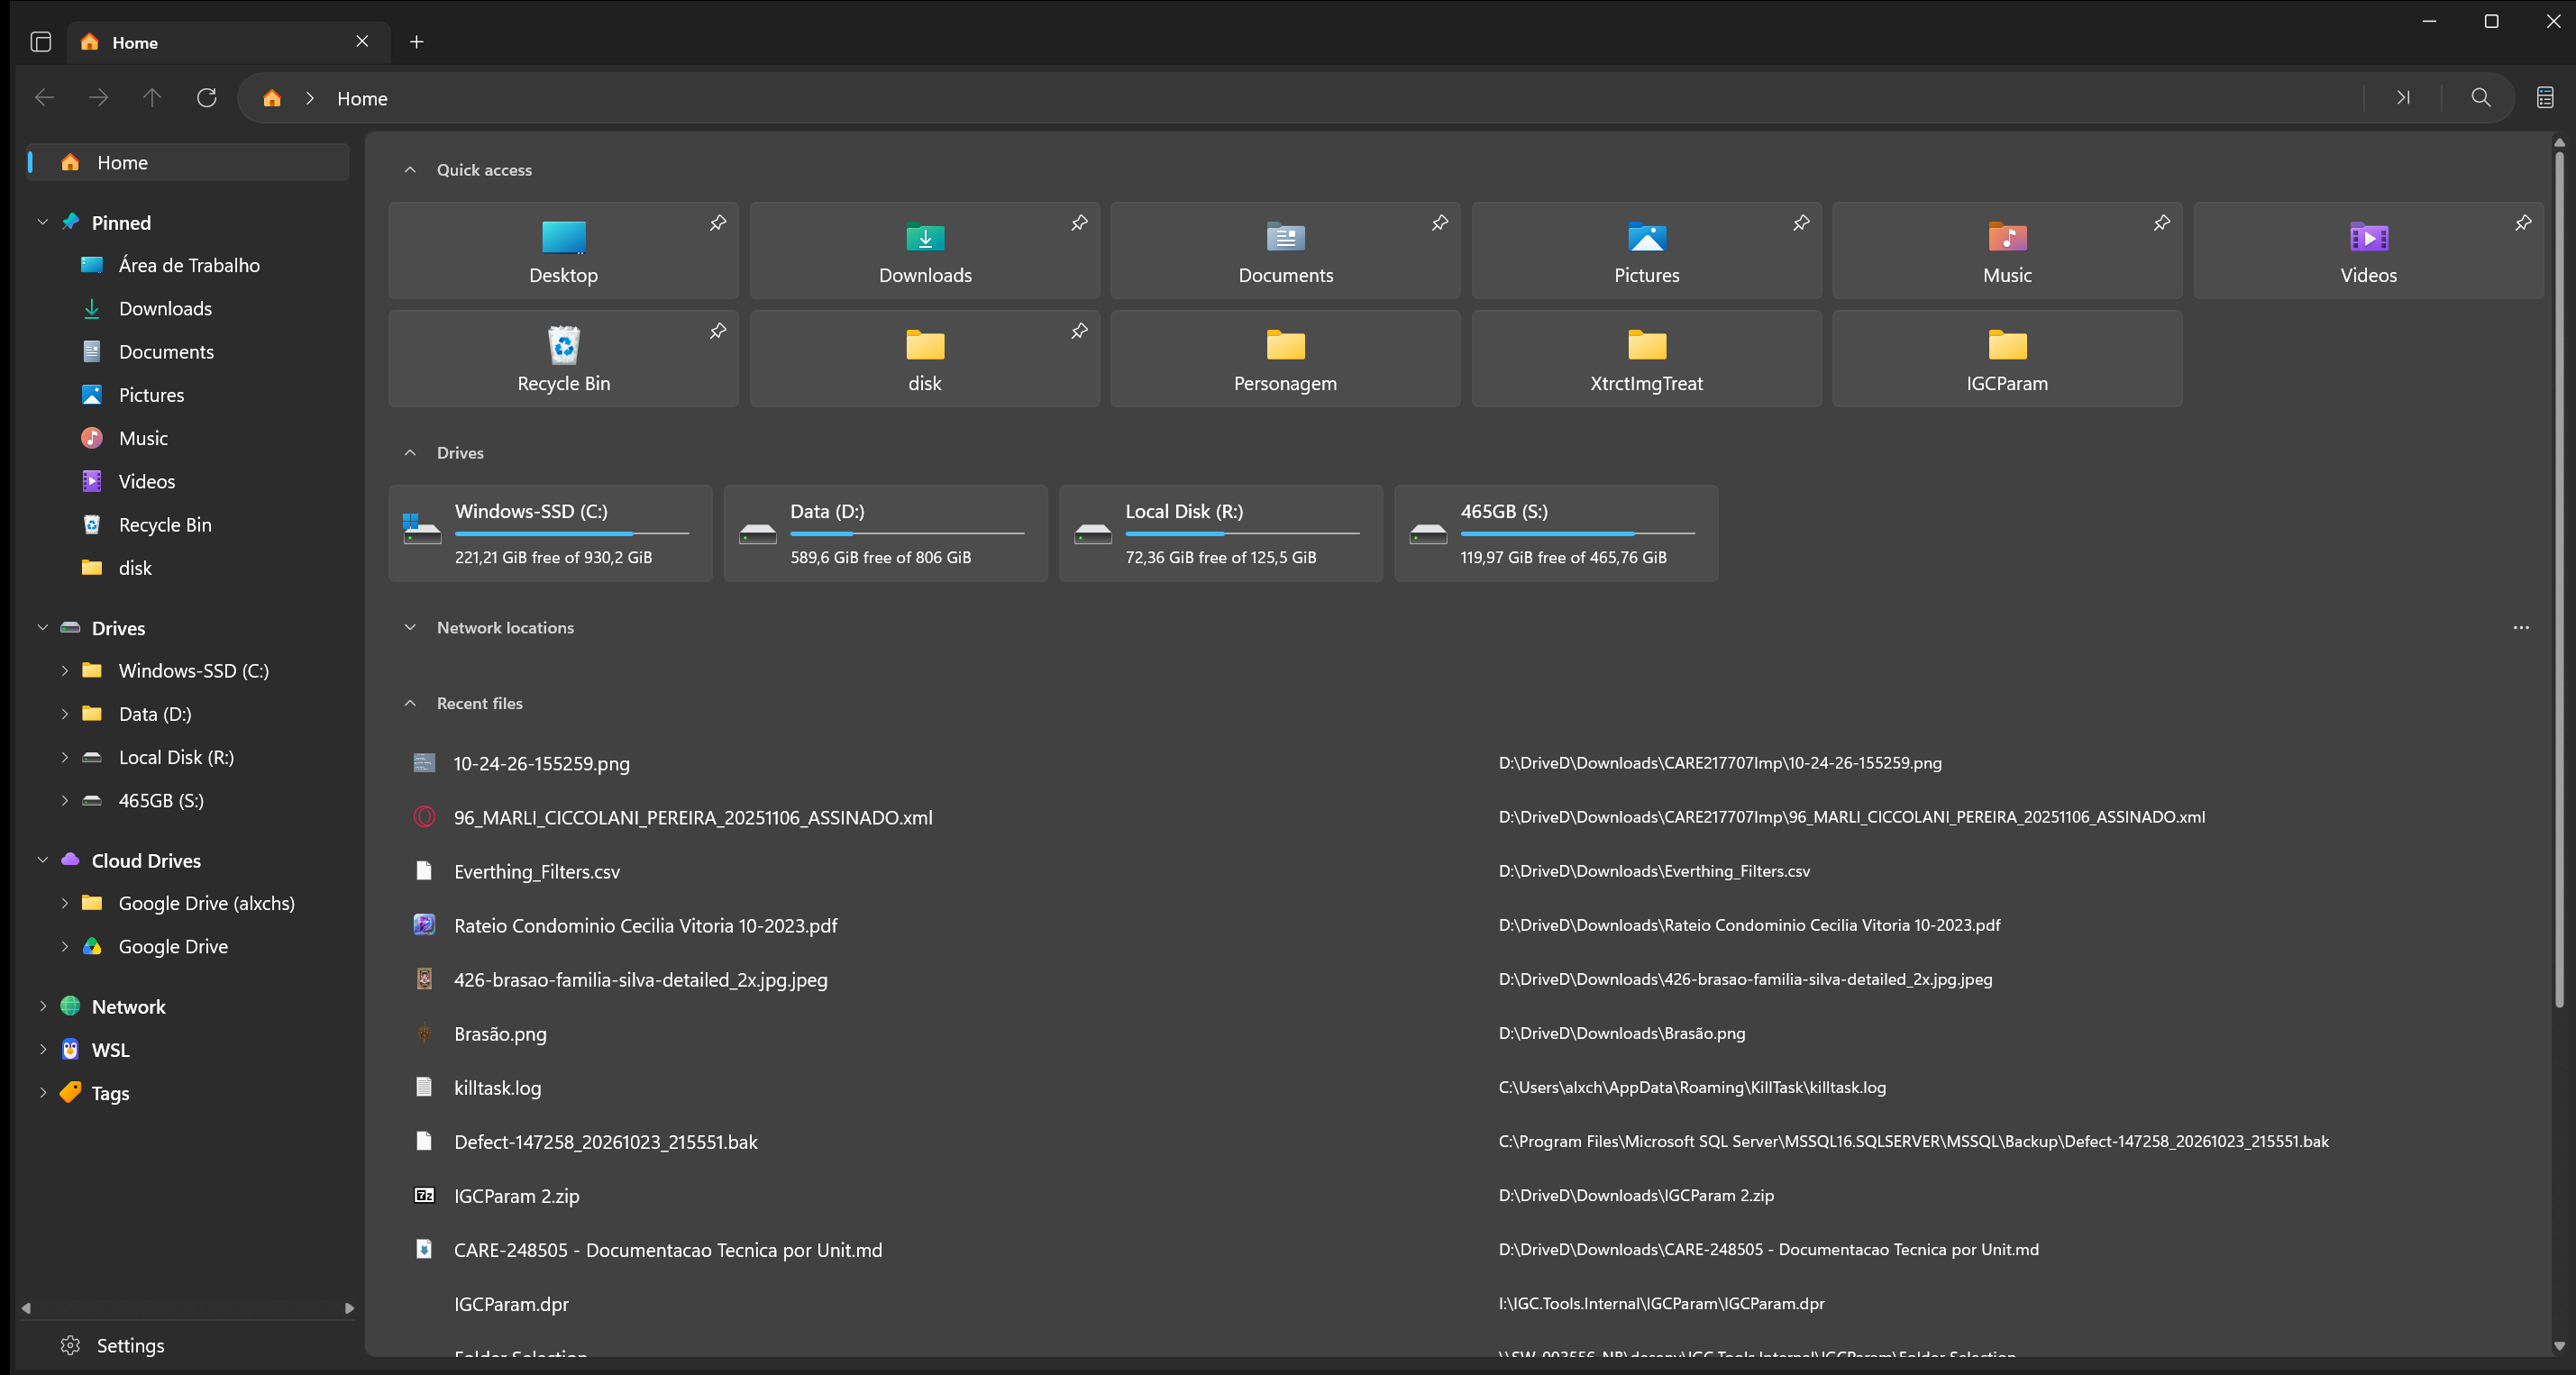 Home
Home
Home
Pinned
Área de Trabalho
Downloads
Documents
Pictures
Music
Videos
Recycle Bin
disk
Drives
Windows-SSD (C:)
Data (D:)
Local Disk (R:)
465GB (S:)
Cloud Drives
Google Drive (alxchs)
Google Drive
Network
WSL
Tags
Settings
Quick access
Desktop
Downloads
Documents
Pictures
Music
Videos
Recycle Bin
disk
Personagem
XtrctImgTreat
IGCParam
Drives
Windows-SSD (C:)
221,21 GiB free of 930,2 GiB
Data (D:)
589,6 GiB free of 806 GiB
Local Disk (R:)
72,36 GiB free of 125,5 GiB
465GB (S:)
119,97 GiB free of 465,76 GiB
Network locations
Recent files
10-24-26-155259.png D:\DriveD\Downloads\CARE217707Imp\10-24-26-155259.png
96_MARLI_CICCOLANI_PEREIRA_20251106_ASSINADO.xml D:\DriveD\Downloads\CARE217707Imp\96_MARLI_CICCOLANI_PEREIRA_20251106_ASSINADO.xml
Everthing_Filters.csv D:\DriveD\Downloads\Everthing_Filters.csv
Rateio Condominio Cecilia Vitoria 10-2023.pdf D:\DriveD\Downloads\Rateio Condominio Cecilia Vitoria 10-2023.pdf
426-brasao-familia-silva-detailed_2x.jpg.jpeg D:\DriveD\Downloads\426-brasao-familia-silva-detailed_2x.jpg.jpeg
Brasão.png D:\DriveD\Downloads\Brasão.png
killtask.log C:\Users\alxch\AppData\Roaming\KillTask\killtask.log
Defect-147258_20261023_215551.bak C:\Program Files\Microsoft SQL Server\MSSQL16.SQLSERVER\MSSQL\Backup\Defect-147258_20261023_215551.bak
IGCParam 2.zip D:\DriveD\Downloads\IGCParam 2.zip
CARE-248505 - Documentacao Tecnica por Unit.md D:\DriveD\Downloads\CARE-248505 - Documentacao Tecnica por Unit.md
IGCParam.dpr I:\IGC.Tools.Internal\IGCParam\IGCParam.dpr
Folder Selection